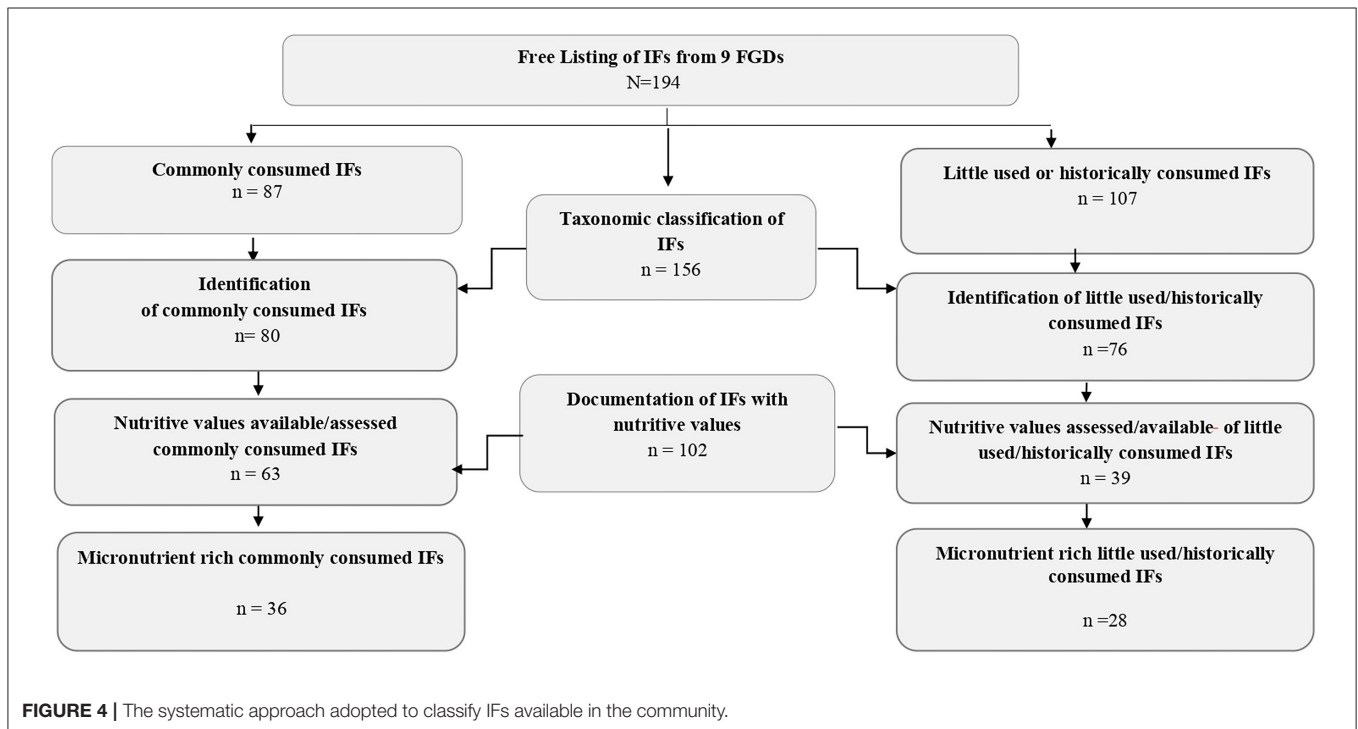 Free Listing of IFs from 9 FGDs
N=194
Commonly consumed IFs
n = 87
Taxonomic classification of
IFs
n = 156
Little used or historically consumed IFs
n = 107
Identification
of commonly consumed IFs
n= 80
Identification of little used/historically
consumed IFs
n =76
Nutritive values available/assessed
commonly consumed IFs
n = 63
Documentation of IFs with
nutritive values
n = 102
Nutritive values assessed/available- of little
used/historically consumed IFs
n = 39
Micronutrient rich commonly consumed IFs
n = 36
Micronutrient rich little used/historically
consumed IFs
n =28
FIGURE 4 | The systematic approach adopted to classify IFs available in the community.